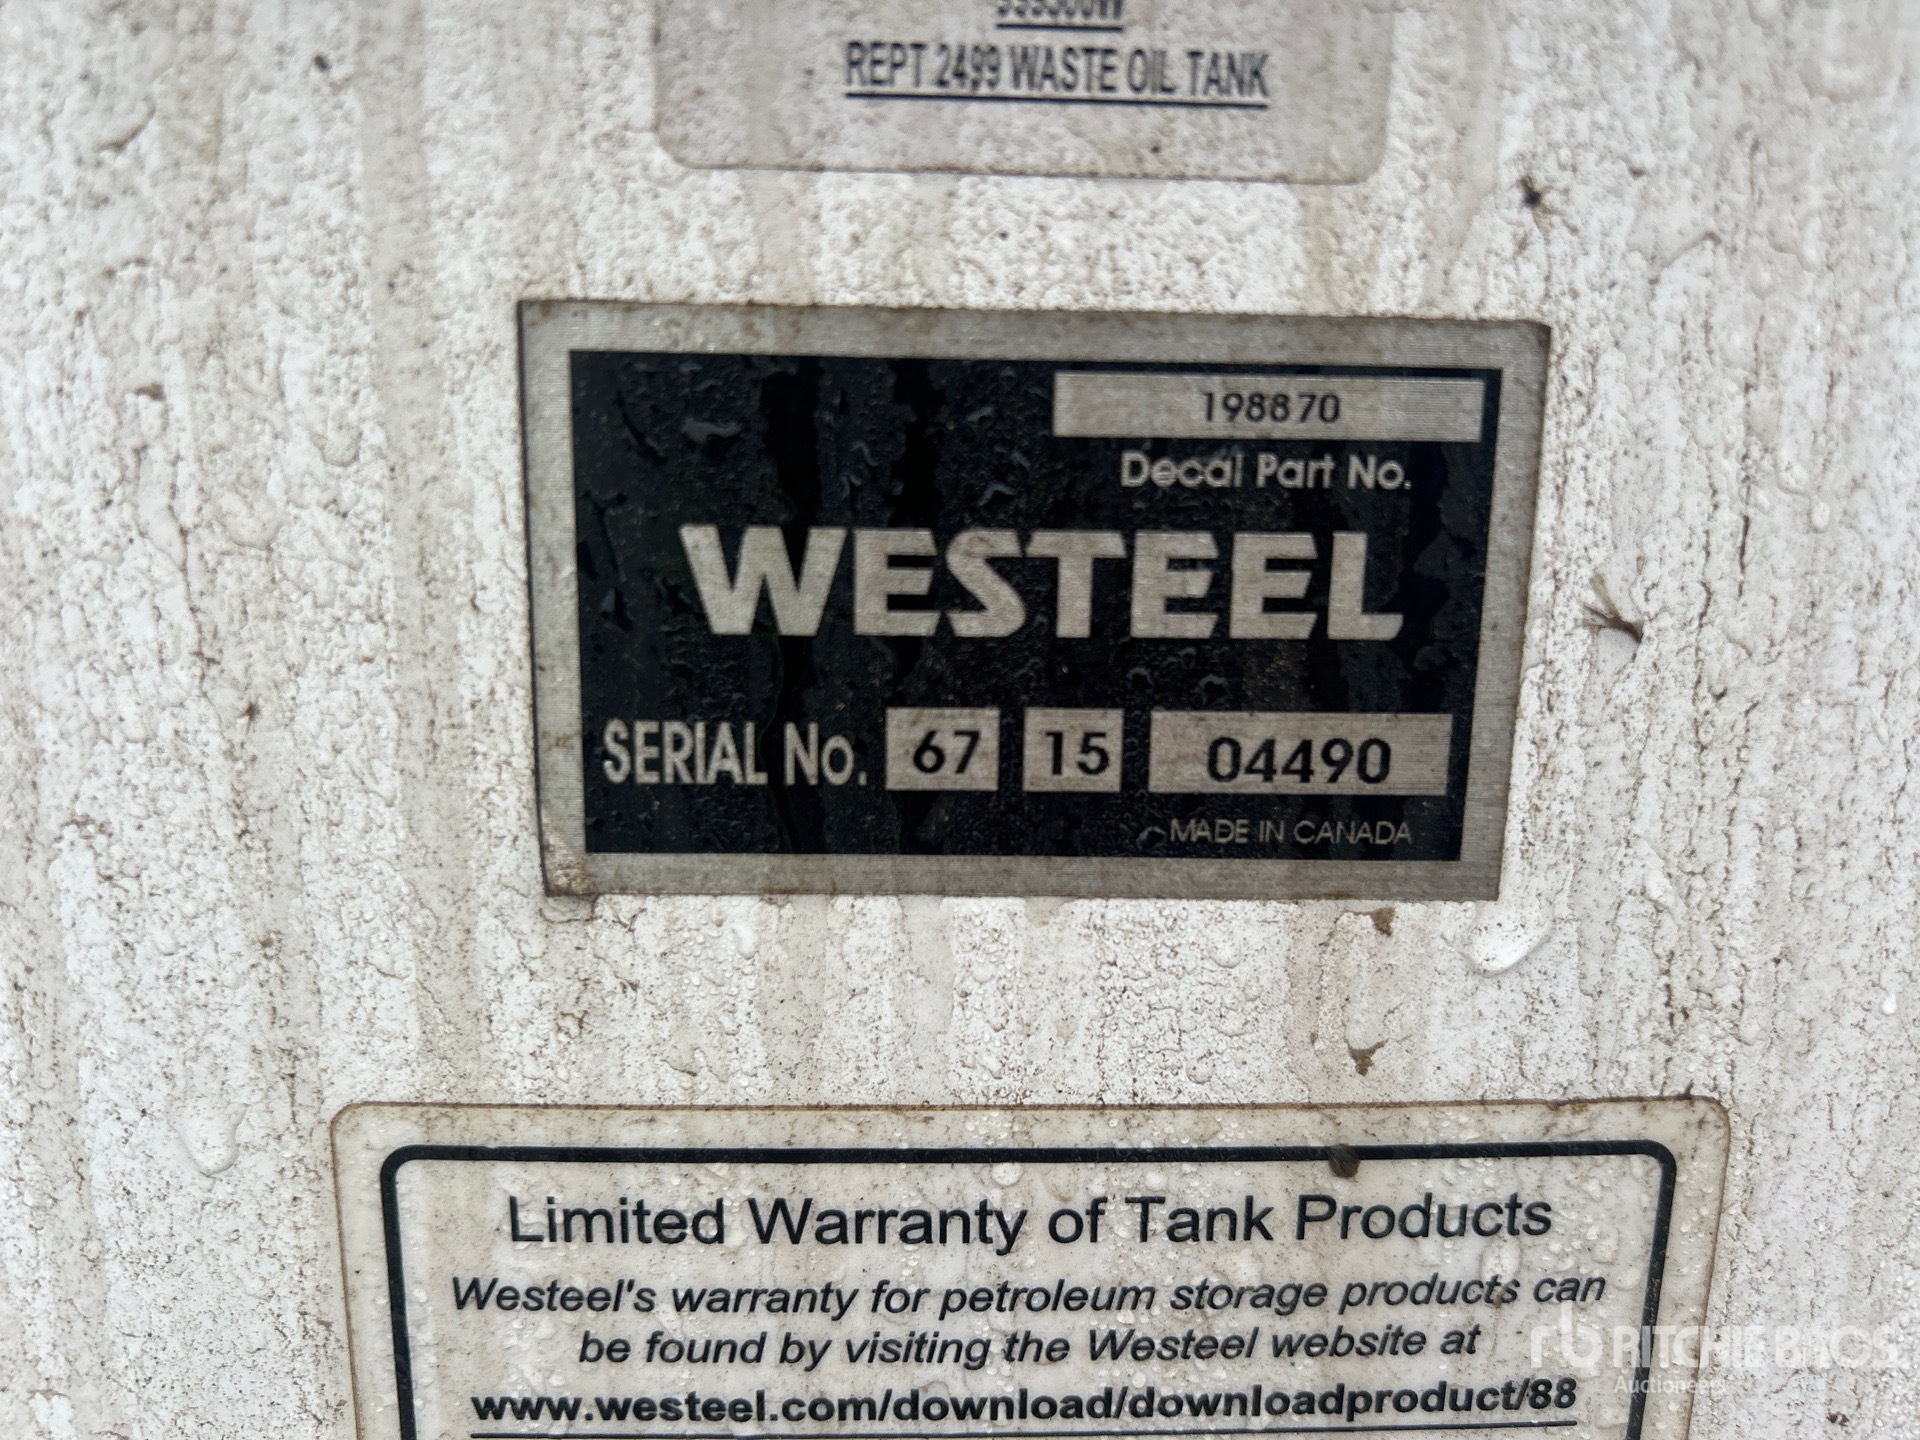 REPT 2499 WASTE OIL TANK
198870
Decal Part No.
WESTEEL
SERIAL No. 67 15 04490
MADE IN CANADA
Limited Warranty of Tank Products
Westeel's warranty for petroleum storage products can
be found by visiting the Westeel website at
www.westeel.com/download/downloadproduct/88
rb RITCHIE BROS
Auctioneers